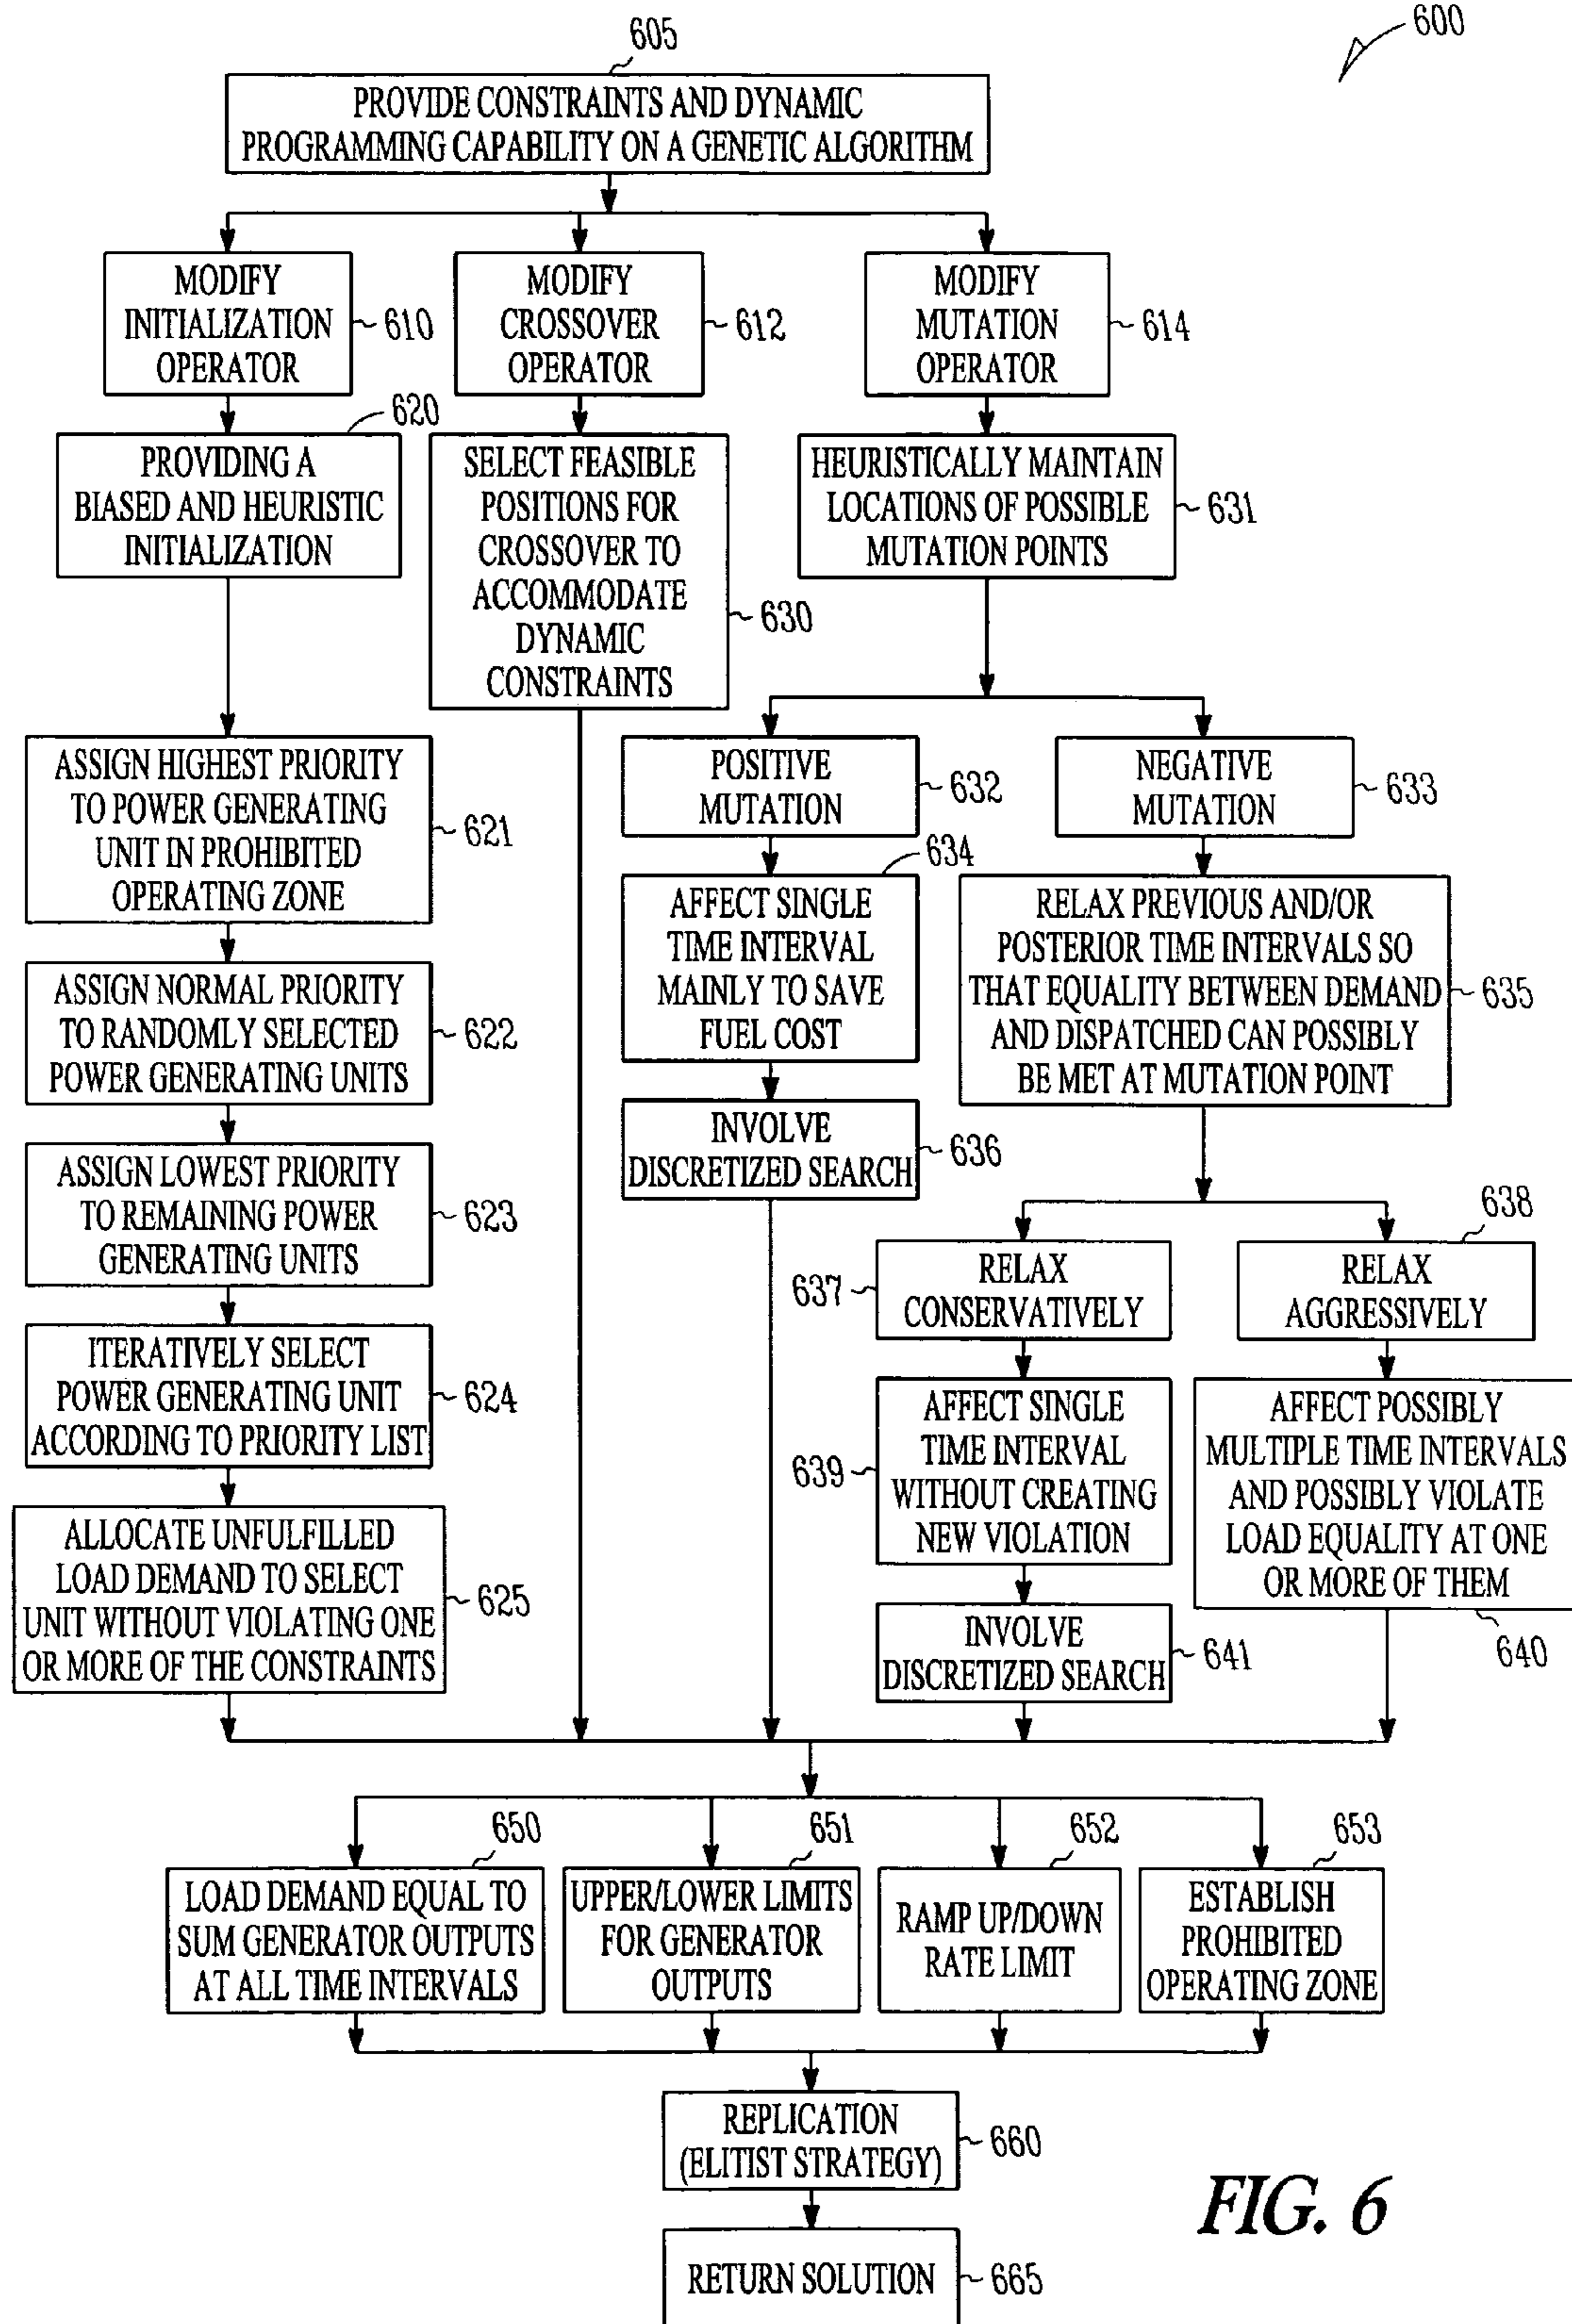 600
605
PROVIDE CONSTRAINTS AND DYNAMIC
PROGRAMMING CAPABILITY ON A GENETIC ALGORITHM
MODIFY
INITIALIZATION
OPERATOR
610
MODIFY
CROSSOVER
OPERATOR
612
MODIFY
MUTATION
OPERATOR
614
620
PROVIDING A
BIASED AND HEURISTIC
INITIALIZATION
SELECT FEASIBLE
POSITIONS FOR
CROSSOVER TO
ACCOMMODATE
DYNAMIC
CONSTRAINTS
630
HEURISTICALLY MAINTAIN
LOCATIONS OF POSSIBLE
MUTATION POINTS
631
ASSIGN HIGHEST PRIORITY
TO POWER GENERATING
UNIT IN PROHIBITED
OPERATING ZONE
621
POSITIVE
MUTATION
632
NEGATIVE
MUTATION
633
634
AFFECT SINGLE
TIME INTERVAL
MAINLY TO SAVE
FUEL COST
RELAX PREVIOUS AND/OR
POSTERIOR TIME INTERVALS SO
THAT EQUALITY BETWEEN DEMAND
AND DISPATCHED CAN POSSIBLY
BE MET AT MUTATION POINT
635
ASSIGN NORMAL PRIORITY
TO RANDOMLY SELECTED
POWER GENERATING UNITS
622
INVOLVE
DISCRETIZED SEARCH
636
ASSIGN LOWEST PRIORITY
TO REMAINING POWER
GENERATING UNITS
623
637
RELAX
CONSERVATIVELY
638
RELAX
AGGRESSIVELY
ITERATIVELY SELECT
POWER GENERATING UNIT
ACCORDING TO PRIORITY LIST
624
639
AFFECT SINGLE
TIME INTERVAL
WITHOUT CREATING
NEW VIOLATION
AFFECT POSSIBLY
MULTIPLE TIME INTERVALS
AND POSSIBLY VIOLATE
LOAD EQUALITY AT ONE
OR MORE OF THEM
640
ALLOCATE UNFULFILLED
LOAD DEMAND TO SELECT
UNIT WITHOUT VIOLATING ONE
OR MORE OF THE CONSTRAINTS
625
INVOLVE
DISCRETIZED SEARCH
641
650
LOAD DEMAND EQUAL TO
SUM GENERATOR OUTPUTS
AT ALL TIME INTERVALS
651
UPPER/LOWER LIMITS
FOR GENERATOR
OUTPUTS
652
RAMP UP/DOWN
RATE LIMIT
653
ESTABLISH
PROHIBITED
OPERATING ZONE
REPLICATION
(ELITIST STRATEGY)
660
RETURN SOLUTION
665
FIG. 6